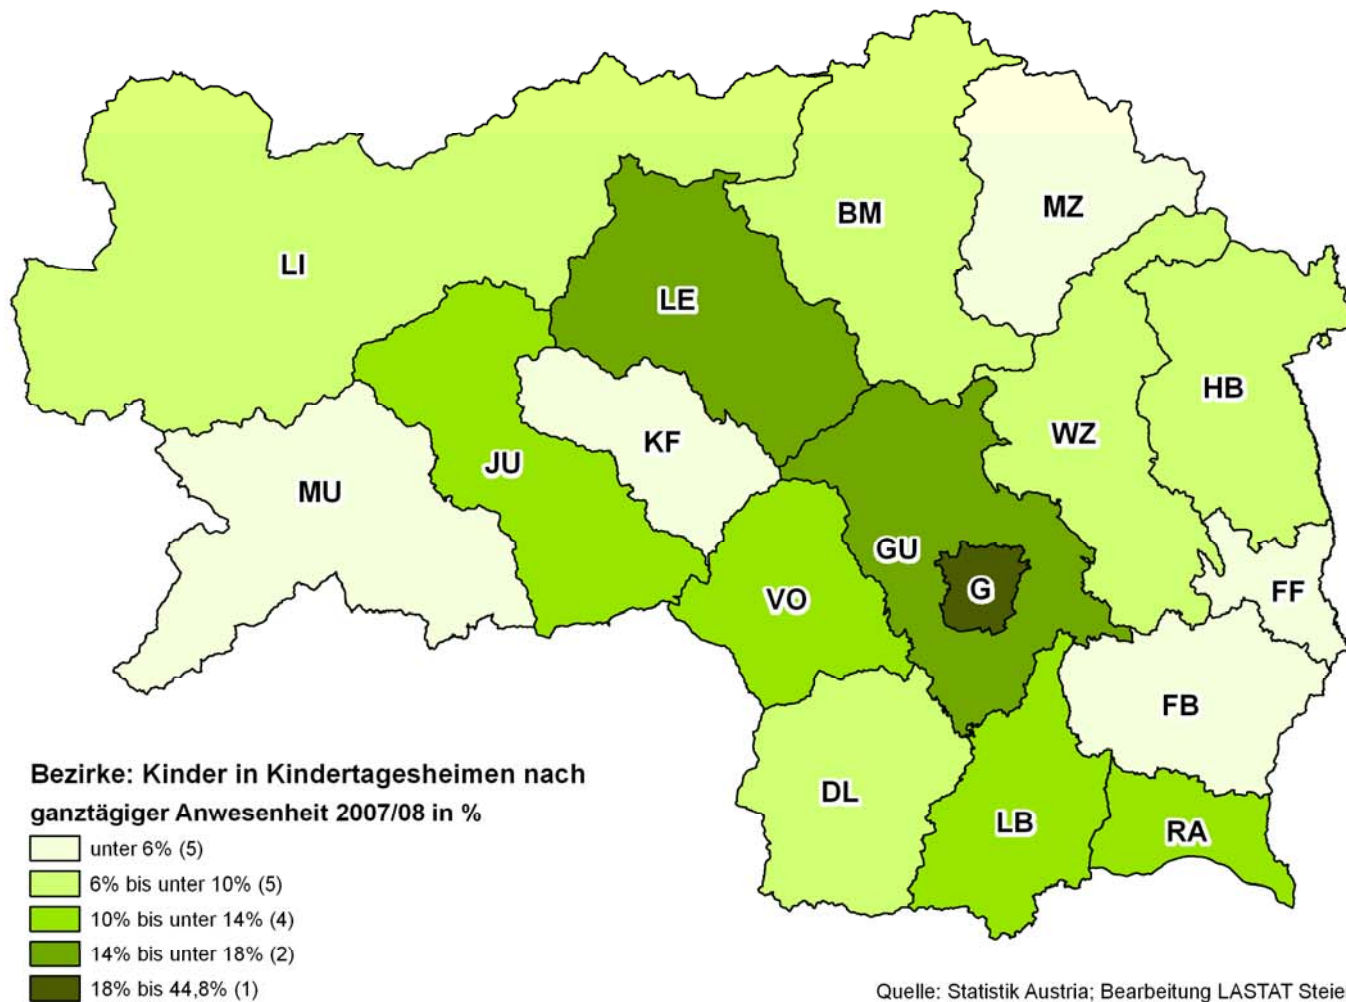 BM
MZ
LI
LE
HB
WZ
KF
JU
MU
GU
G
FF
VO
FB
DL
LB
RA
Bezirke: Kinder in Kindertagesheimen nach
ganztägiger Anwesenheit 2007/08 in %
unter 6% (5)
6% bis unter 10% (5)
10% bis unter 14% (4)
14% bis unter 18% (2)
18% bis 44,8% (1)
Quelle: Statistik Austria; Bearbeitung LASTAT Steie